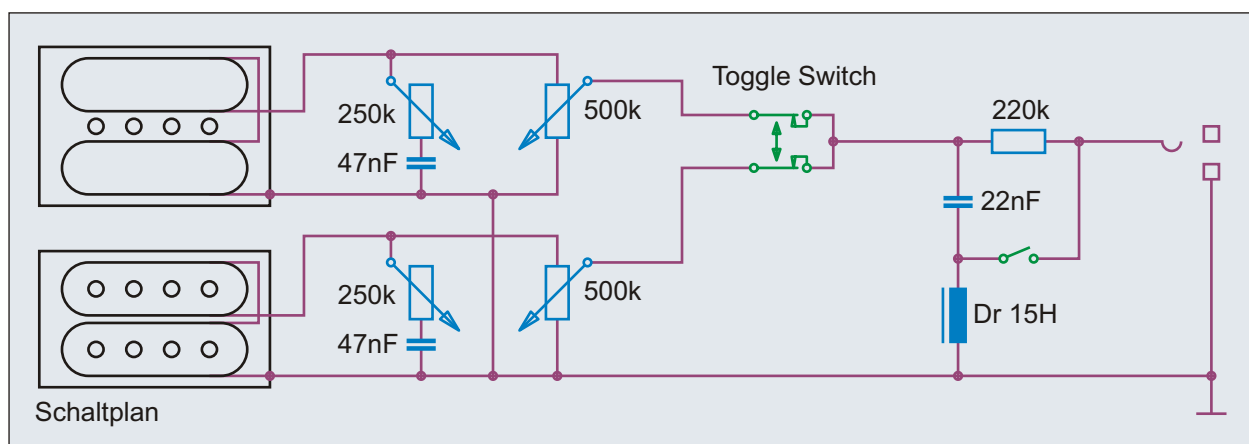 Toggle Switch
250k
500k
220k
47nF
22nF
250k
500k
Dr 15H
47nF
Schaltplan